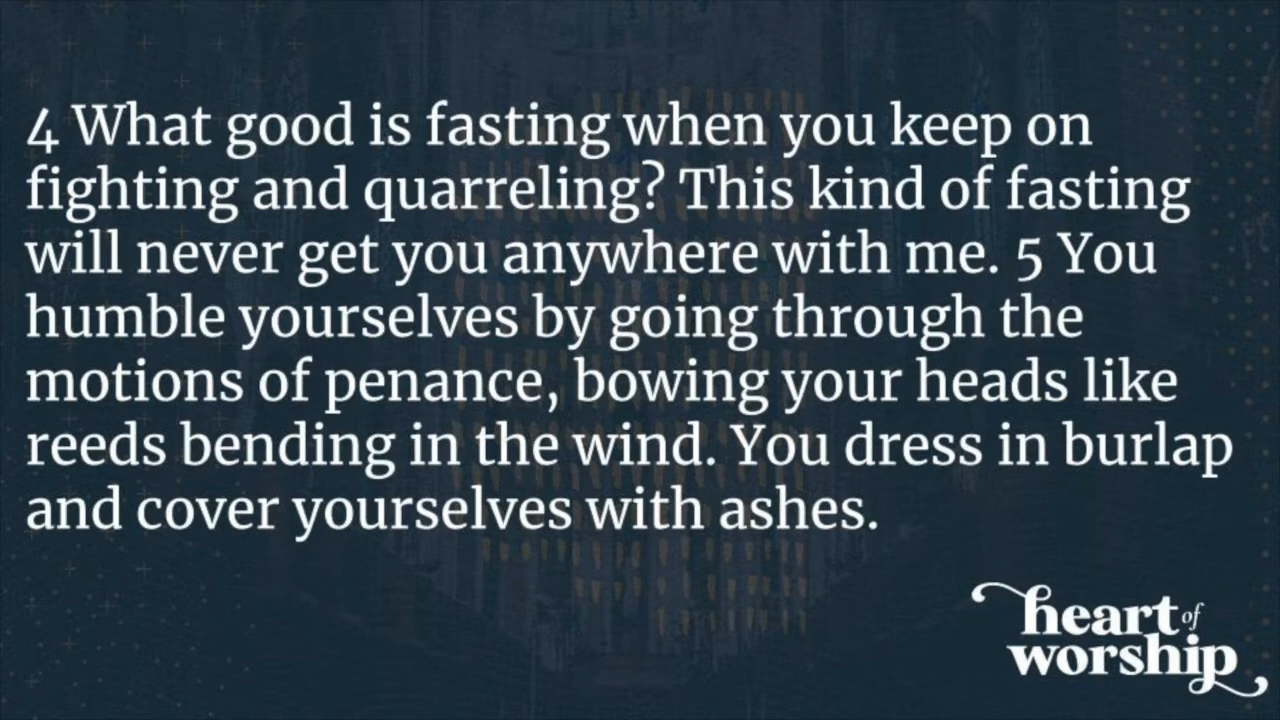 4 What good is fasting when you keep on
fighting and quarreling? This kind of fasting
will never get you anywhere with me. 5 You
humble yourselves by going through the
motions of penance, bowing your heads like
reeds bending in the wind. You dress in burlap
and cover yourselves with ashes.
heart of
worship